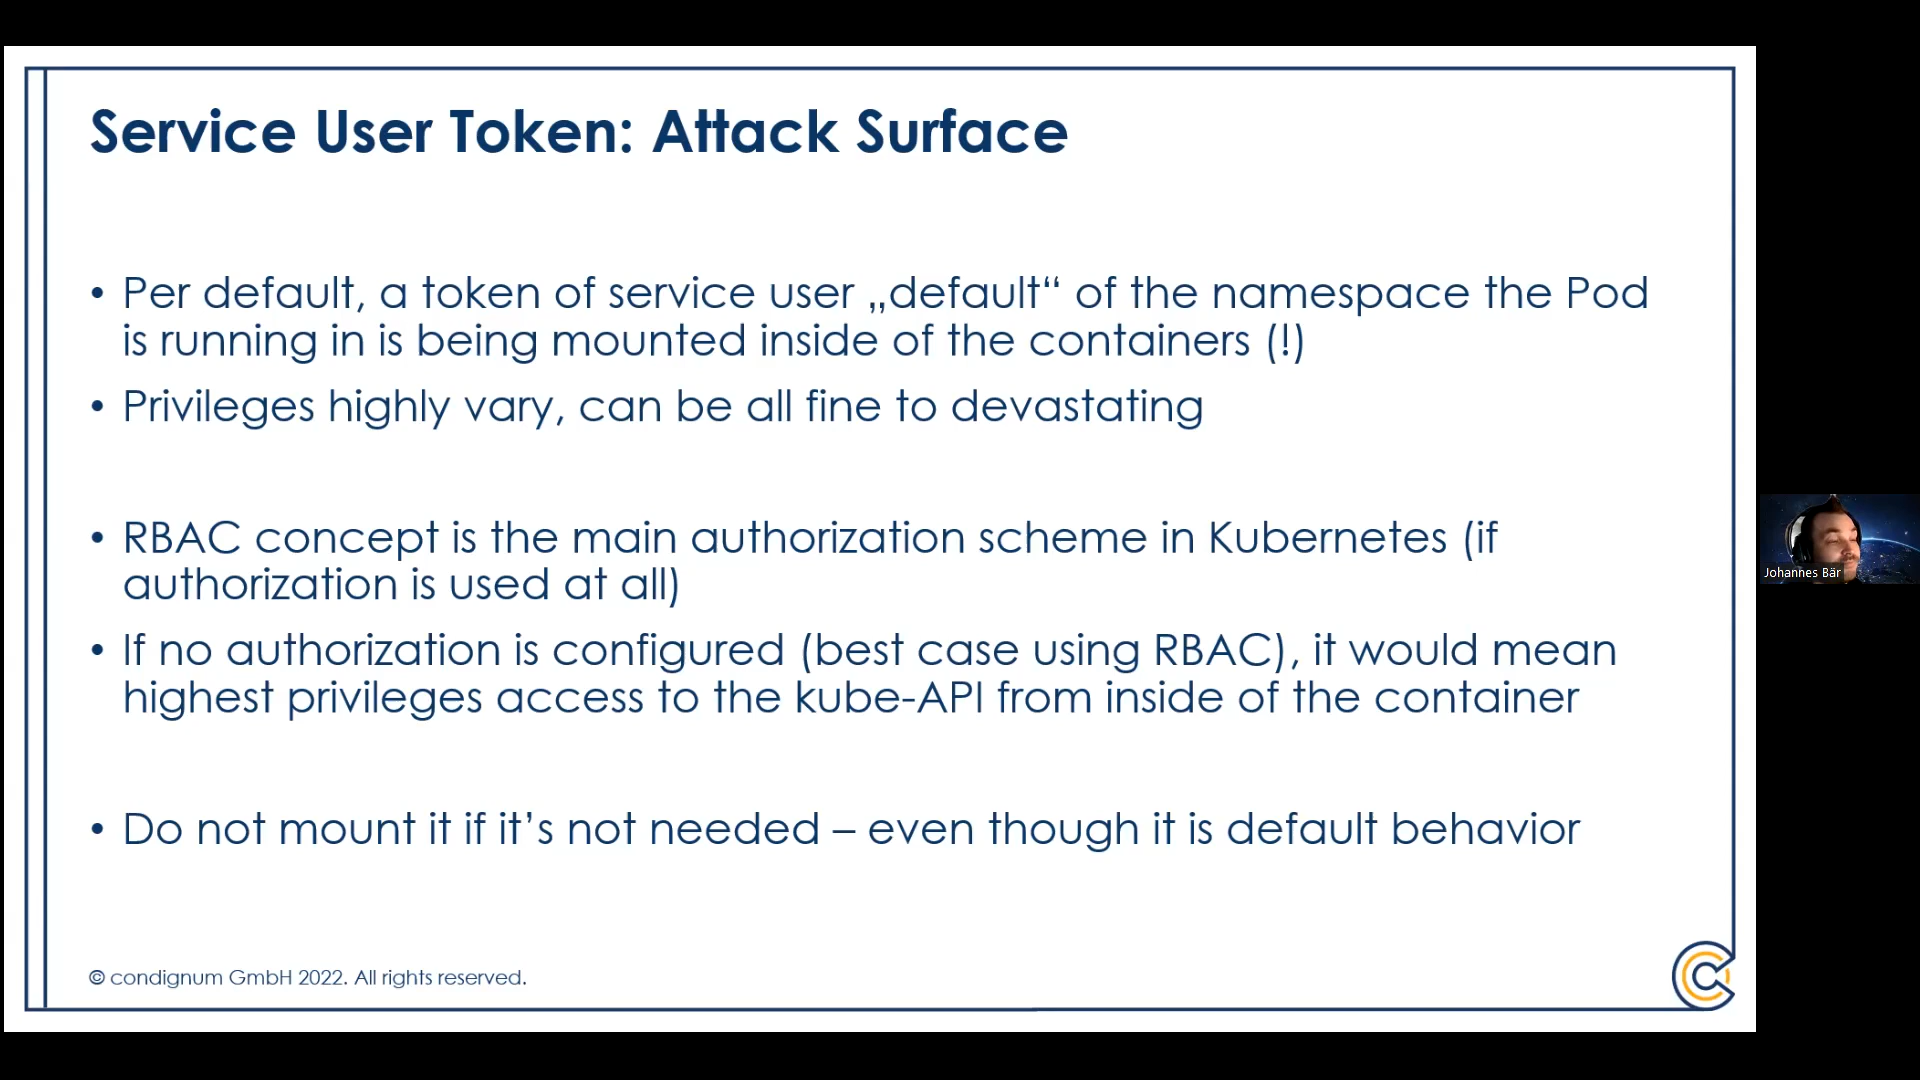 Service User Token: Attack Surface
• Per default, a token of service user „default“ of the namespace the Pod
is running in is being mounted inside of the containers (!)
• Privileges highly vary, can be all fine to devastating
• RBAC concept is the main authorization scheme in Kubernetes (if
authorization is used at all)
• If no authorization is configured (best case using RBAC), it would mean
highest privileges access to the kube-API from inside of the container
• Do not mount it if it’s not needed – even though it is default behavior
© condignum GmbH 2022. All rights reserved.
Johannes Bär